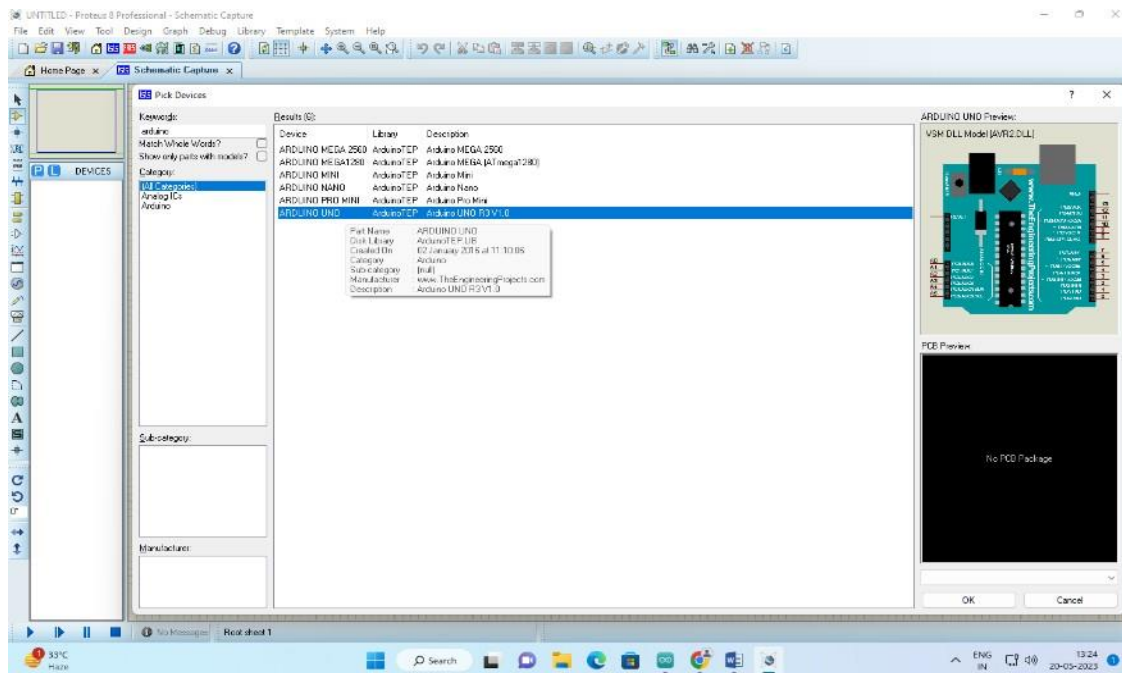 UNTITLED - Proteus 8 Professional - Schematic Capture
File Edit View Tool Design Graph Debug Library Template System Help
Home Page x Schematic Capture x
Pick Devices ? ×
Keywords:
arduino
Match Whole Words?
Show only parts with models?
Category:
(All Categories)
Analog ICs
Arduino
Sub-category:
Manufacturer:
Results (6):
Device Library Description
ARDUINO MEGA 2560 ArduinoTEP Arduino MEGA 2560
ARDUINO MEGA1280 ArduinoTEP Arduino MEGA (ATmega1280)
ARDUINO MINI ArduinoTEP Arduino Mini
ARDUINO NANO ArduinoTEP Arduino Nano
ARDUINO PRO MINI ArduinoTEP Arduino Pro Mini
ARDUINO UNO ArduinoTEP Arduino UNO R3 V1.0
Part Name : ARDUINO UNO
Disk Library : ArduinoTEP.LIB
Created On : 02 January 2016 at 11:10:06
Category : Arduino
Sub-category : [null]
Manufacturer : www.TheEngineeringProjects.com
Description : Arduino UNO R3 V1.0
ARDUINO UNO Preview:
VSM DLL Model [AVR2.DLL]
www.TheEngineeringProjects.com
PCB Preview:
No PCB Package
OK Cancel
P L DEVICES
No Messages Root sheet 1
33°C
Haze
Search
ENG
IN
13:24
20-05-2023